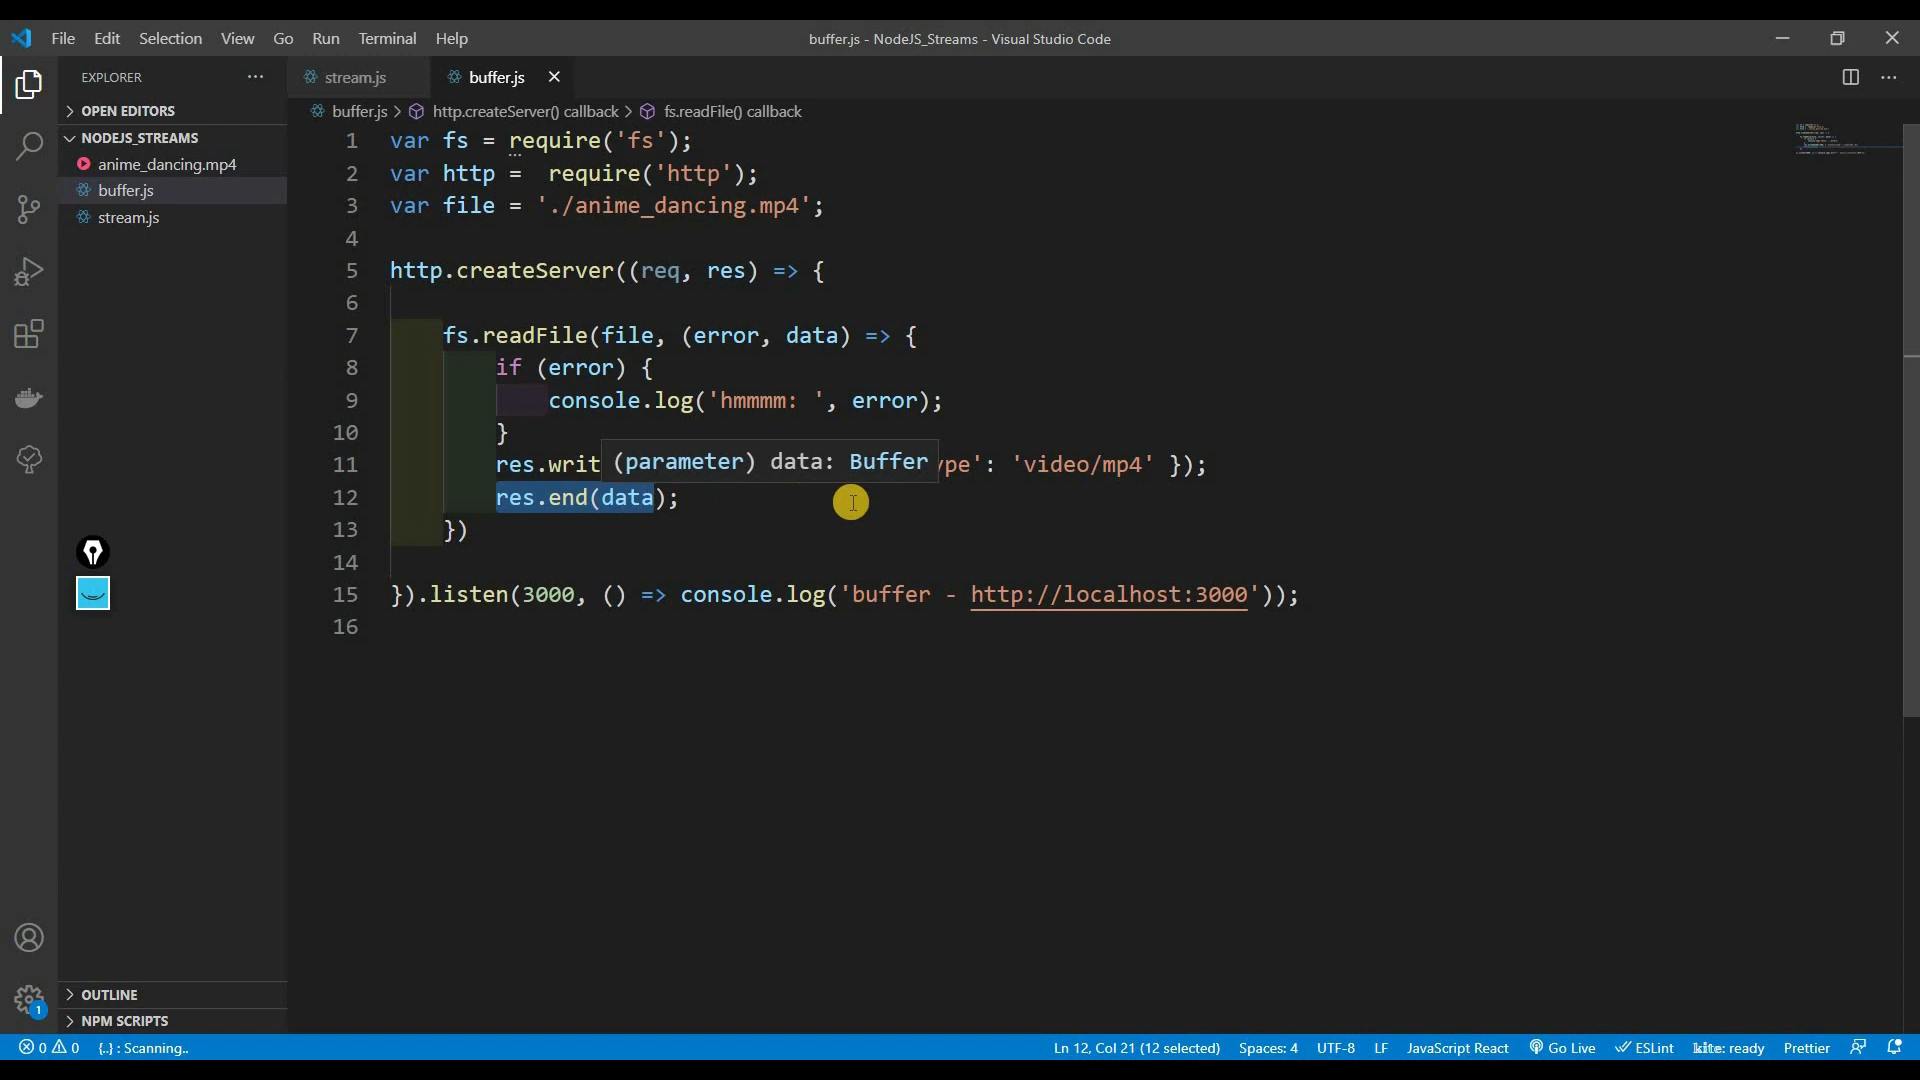 File Edit Selection View Go Run Terminal Help
buffer.js - NodeJS_Streams - Visual Studio Code
EXPLORER
OPEN EDITORS
NODEJS_STREAMS
anime_dancing.mp4
buffer.js
stream.js
OUTLINE
NPM SCRIPTS
stream.js
buffer.js
buffer.js > http.createServer() callback > fs.readFile() callback
1 var fs = require('fs');
2 var http =  require('http');
3 var file = './anime_dancing.mp4';
4
5 http.createServer((req, res) => {
6
7     fs.readFile(file, (error, data) => {
8         if (error) {
9             console.log('hmmmm: ', error);
10         }
(parameter) data: Buffer
11         res.writ ype': 'video/mp4' });
12         res.end(data);
13     })
14
15 }).listen(3000, () => console.log('buffer - http://localhost:3000'));
16
1
0 0 {..} : Scanning..
Ln 12, Col 21 (12 selected) Spaces: 4 UTF-8 LF JavaScript React Go Live ESLint kite: ready Prettier